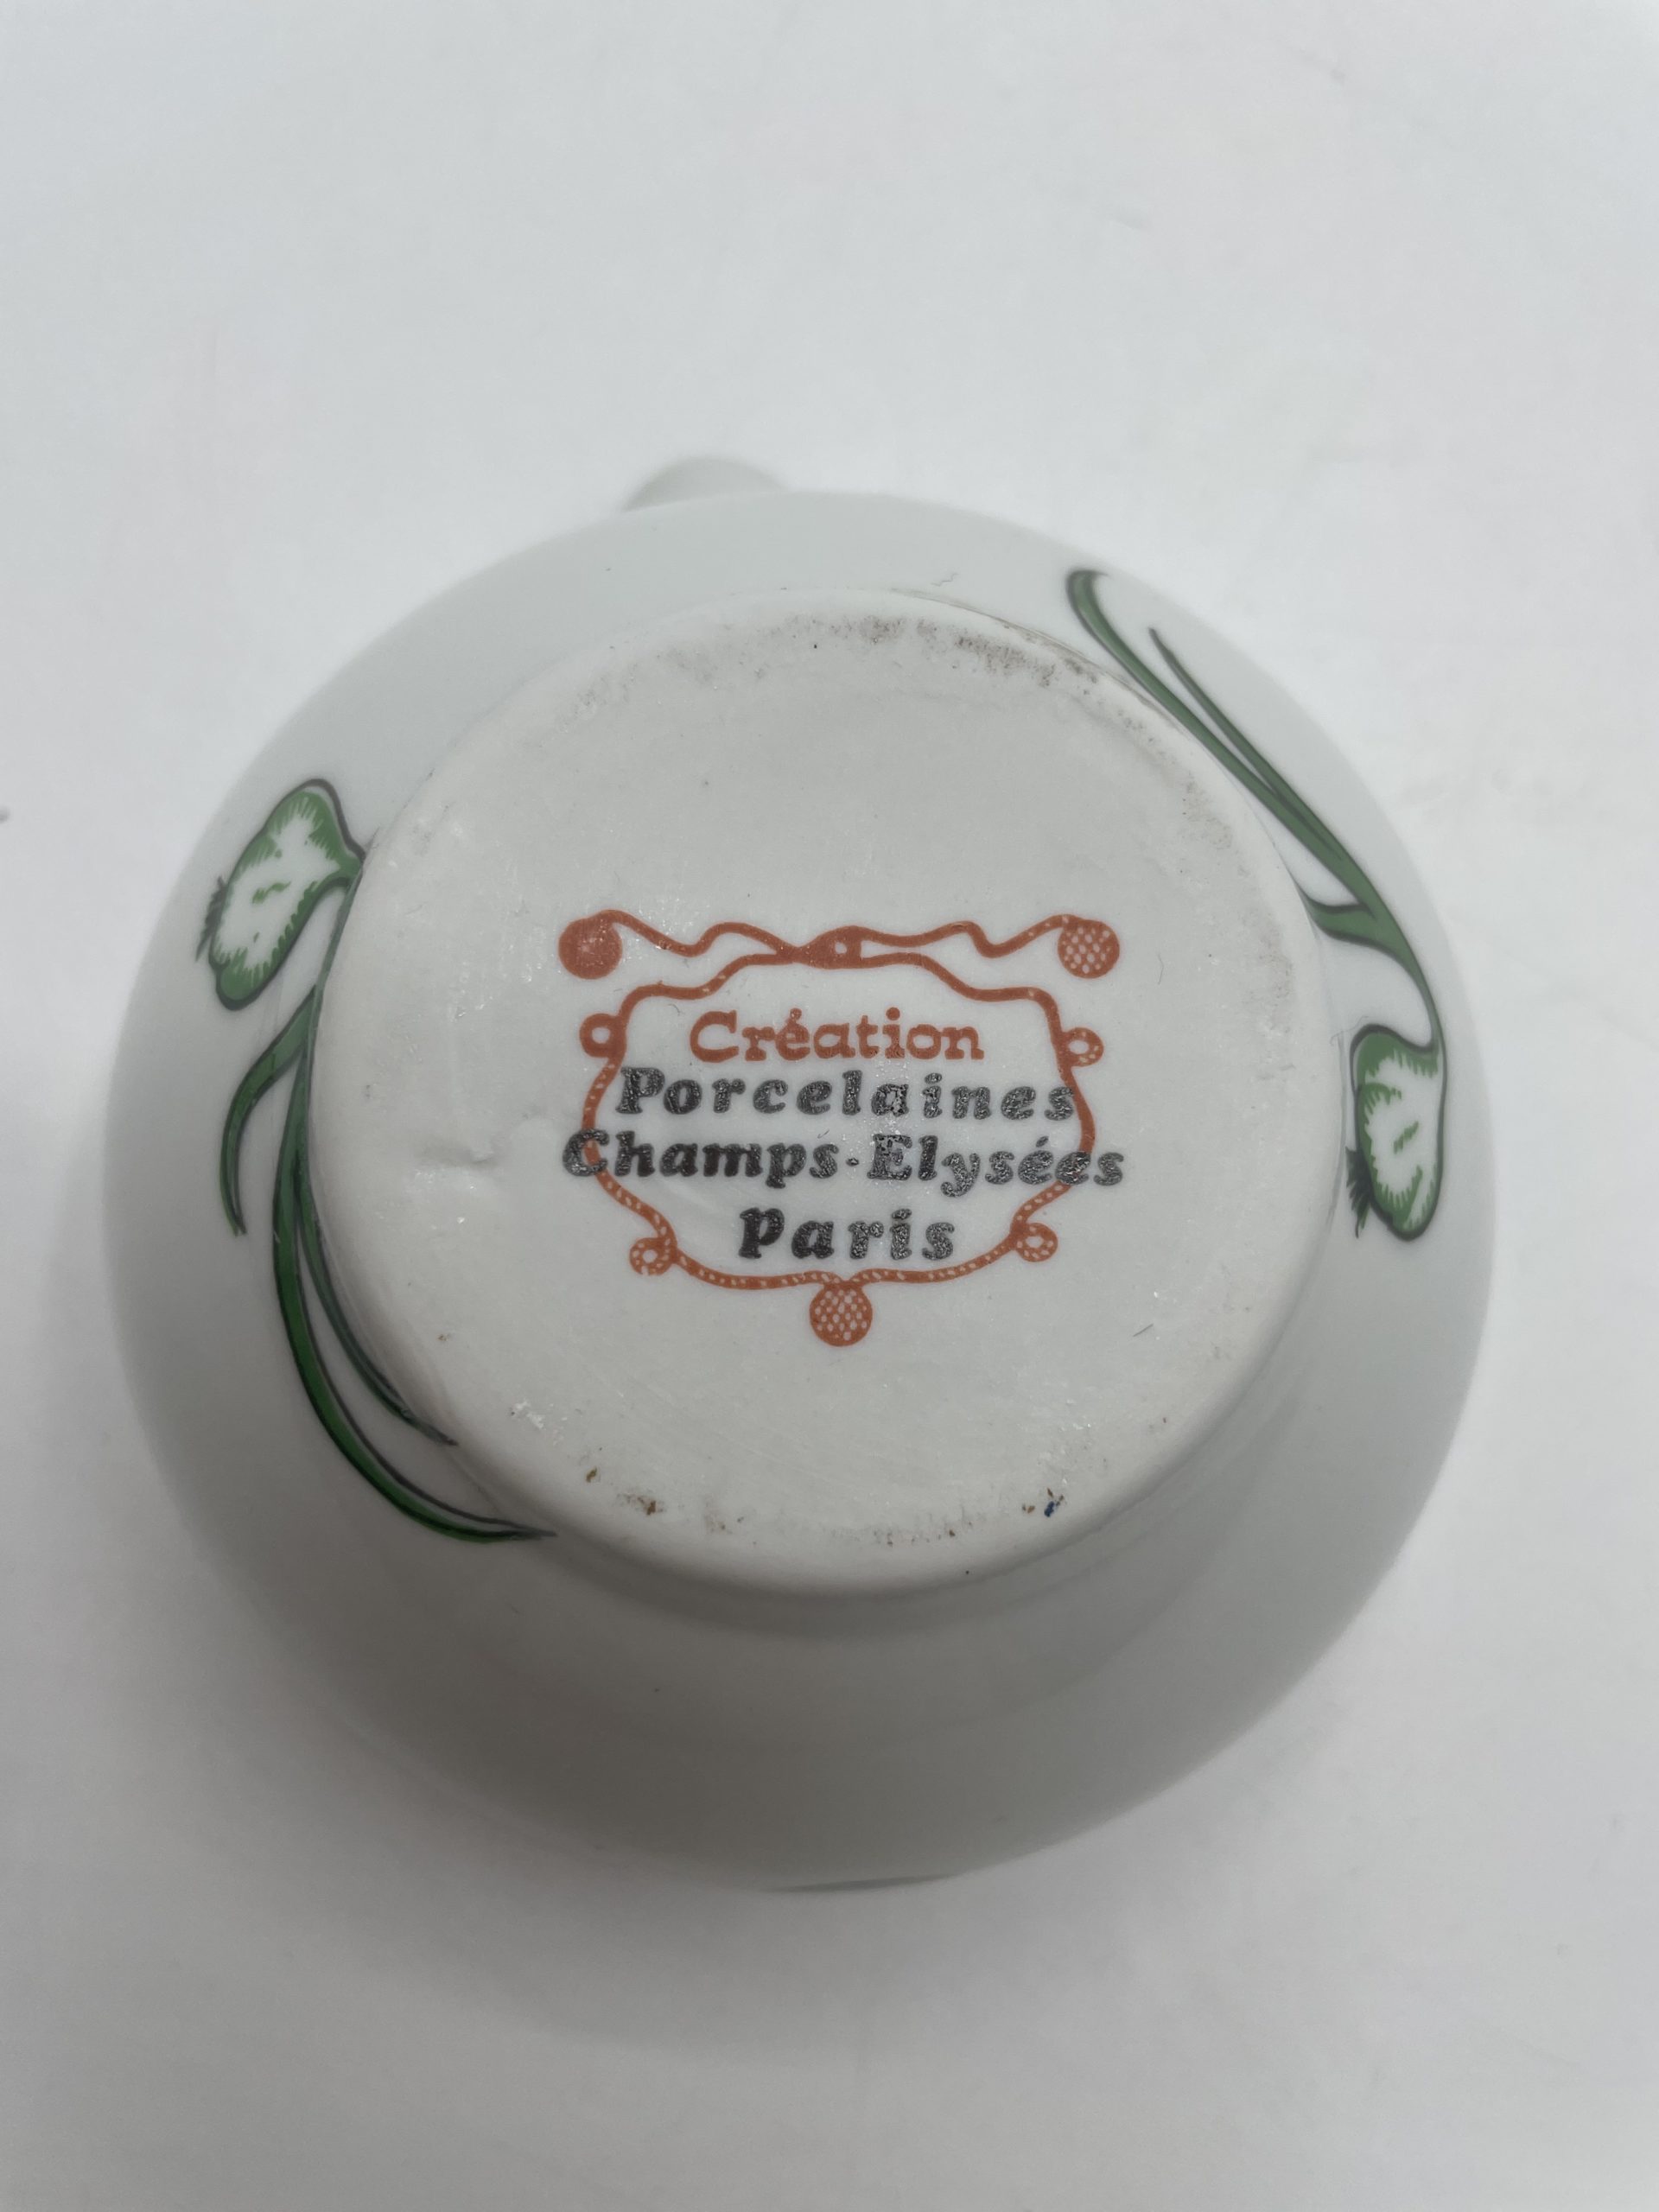 Création
Porcelaines
Champs-Elysées
Paris